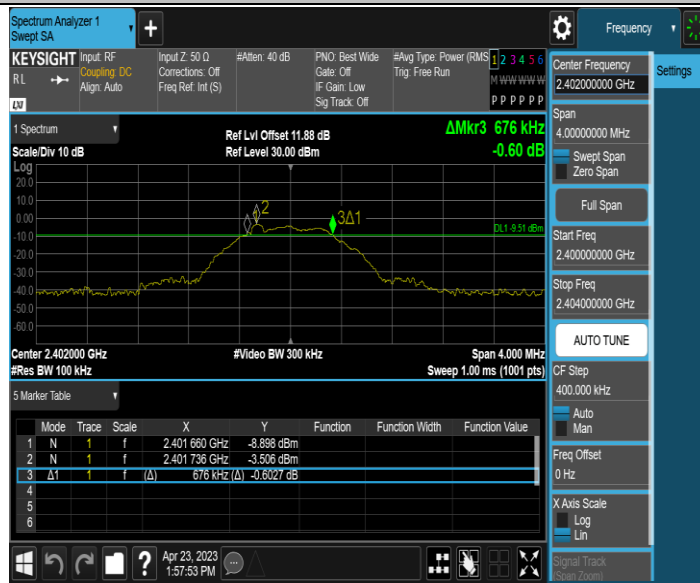 Spectrum Analyzer 1
Swept SA
+
Frequency
KEYSIGHT
Input: RF
Input Z: 50 Ω
#Atten: 40 dB
PNO: Best Wide
#Avg Type: Power (RMS
1 2 3 4 5 6
RL
Coupling: DC
Corrections: Off
Gate: Off
Trig: Free Run
M W W W W W
Align: Auto
Freq Ref: Int (S)
IF Gain: Low
Sig Track: Off
P P P P P P
LXI
Center Frequency
2.402000000 GHz
Settings
Span
4.00000000 MHz
Swept Span
Zero Span
Full Span
Start Freq
2.400000000 GHz
Stop Freq
2.404000000 GHz
AUTO TUNE
CF Step
400.000 kHz
Auto
Man
Freq Offset
0 Hz
X Axis Scale
Log
Lin
Signal Track
(Span Zoom)
1 Spectrum
Ref Lvl Offset 11.88 dB
ΔMkr3 676 kHz
Scale/Div 10 dB
Ref Level 30.00 dBm
-0.60 dB
Log
20.0
10.0
0.00
-10.0
-20.0
-30.0
-40.0
-50.0
-60.0
2
3Δ1
DL1 -9.51 dBm
Center 2.402000 GHz
#Video BW 300 kHz
Span 4.000 MHz
#Res BW 100 kHz
Sweep 1.00 ms (1001 pts)
5 Marker Table
Mode Trace Scale X Y Function Function Width Function Value
1 N 1 f 2.401 660 GHz -8.898 dBm
2 N 1 f 2.401 736 GHz -3.506 dBm
3 Δ1 1 f (Δ) 676 kHz (Δ) -0.6027 dB
4
5
6
?
Apr 23, 2023
1:57:53 PM